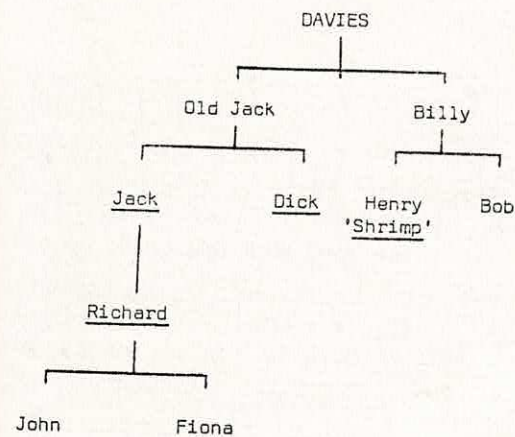 DAVIES
Old Jack Billy
Jack Dick Henry Bob
'Shrimp'
Richard
John Fiona